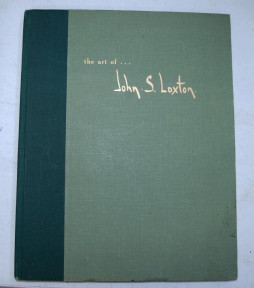 the art of ...
John S. Loxton